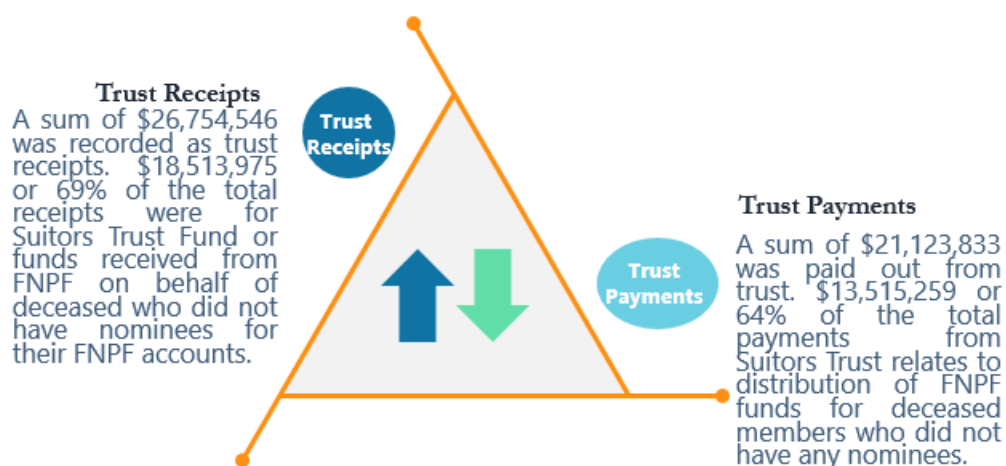 Trust Receipts
A sum of $26,754,546
was recorded as trust
receipts. $18,513,975
or 69% of the total
receipts were for
Suitors Trust Fund or
funds received from
FNPF on behalf of
deceased who did not
have nominees for
their FNPF accounts.
Trust
Receipts
Trust
Payments
Trust Payments
A sum of $21,123,833
was paid out from
trust. $13,515,259 or
64% of the total
payments from
Suitors Trust relates to
distribution of FNPF
funds for deceased
members who did not
have any nominees.